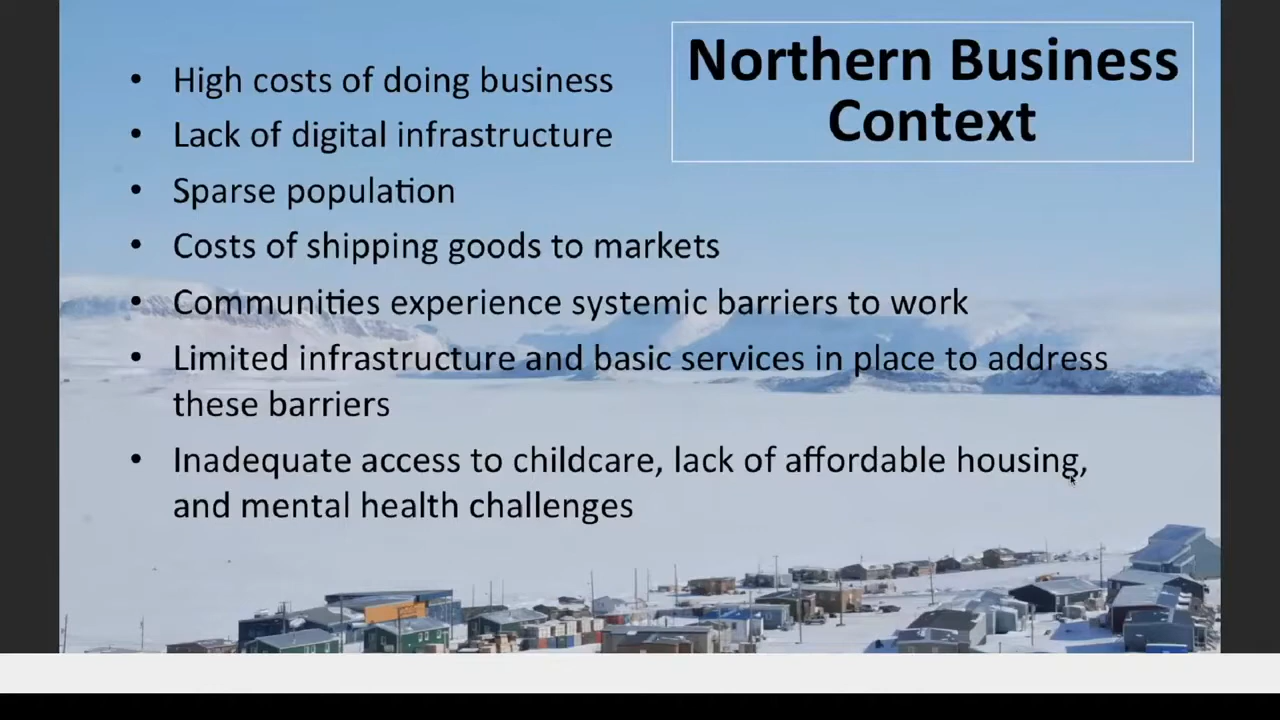 Northern Business
Context
• High costs of doing business
• Lack of digital infrastructure
• Sparse population
• Costs of shipping goods to markets
• Communities experience systemic barriers to work
• Limited infrastructure and basic services in place to address
these barriers
• Inadequate access to childcare, lack of affordable housing,
and mental health challenges